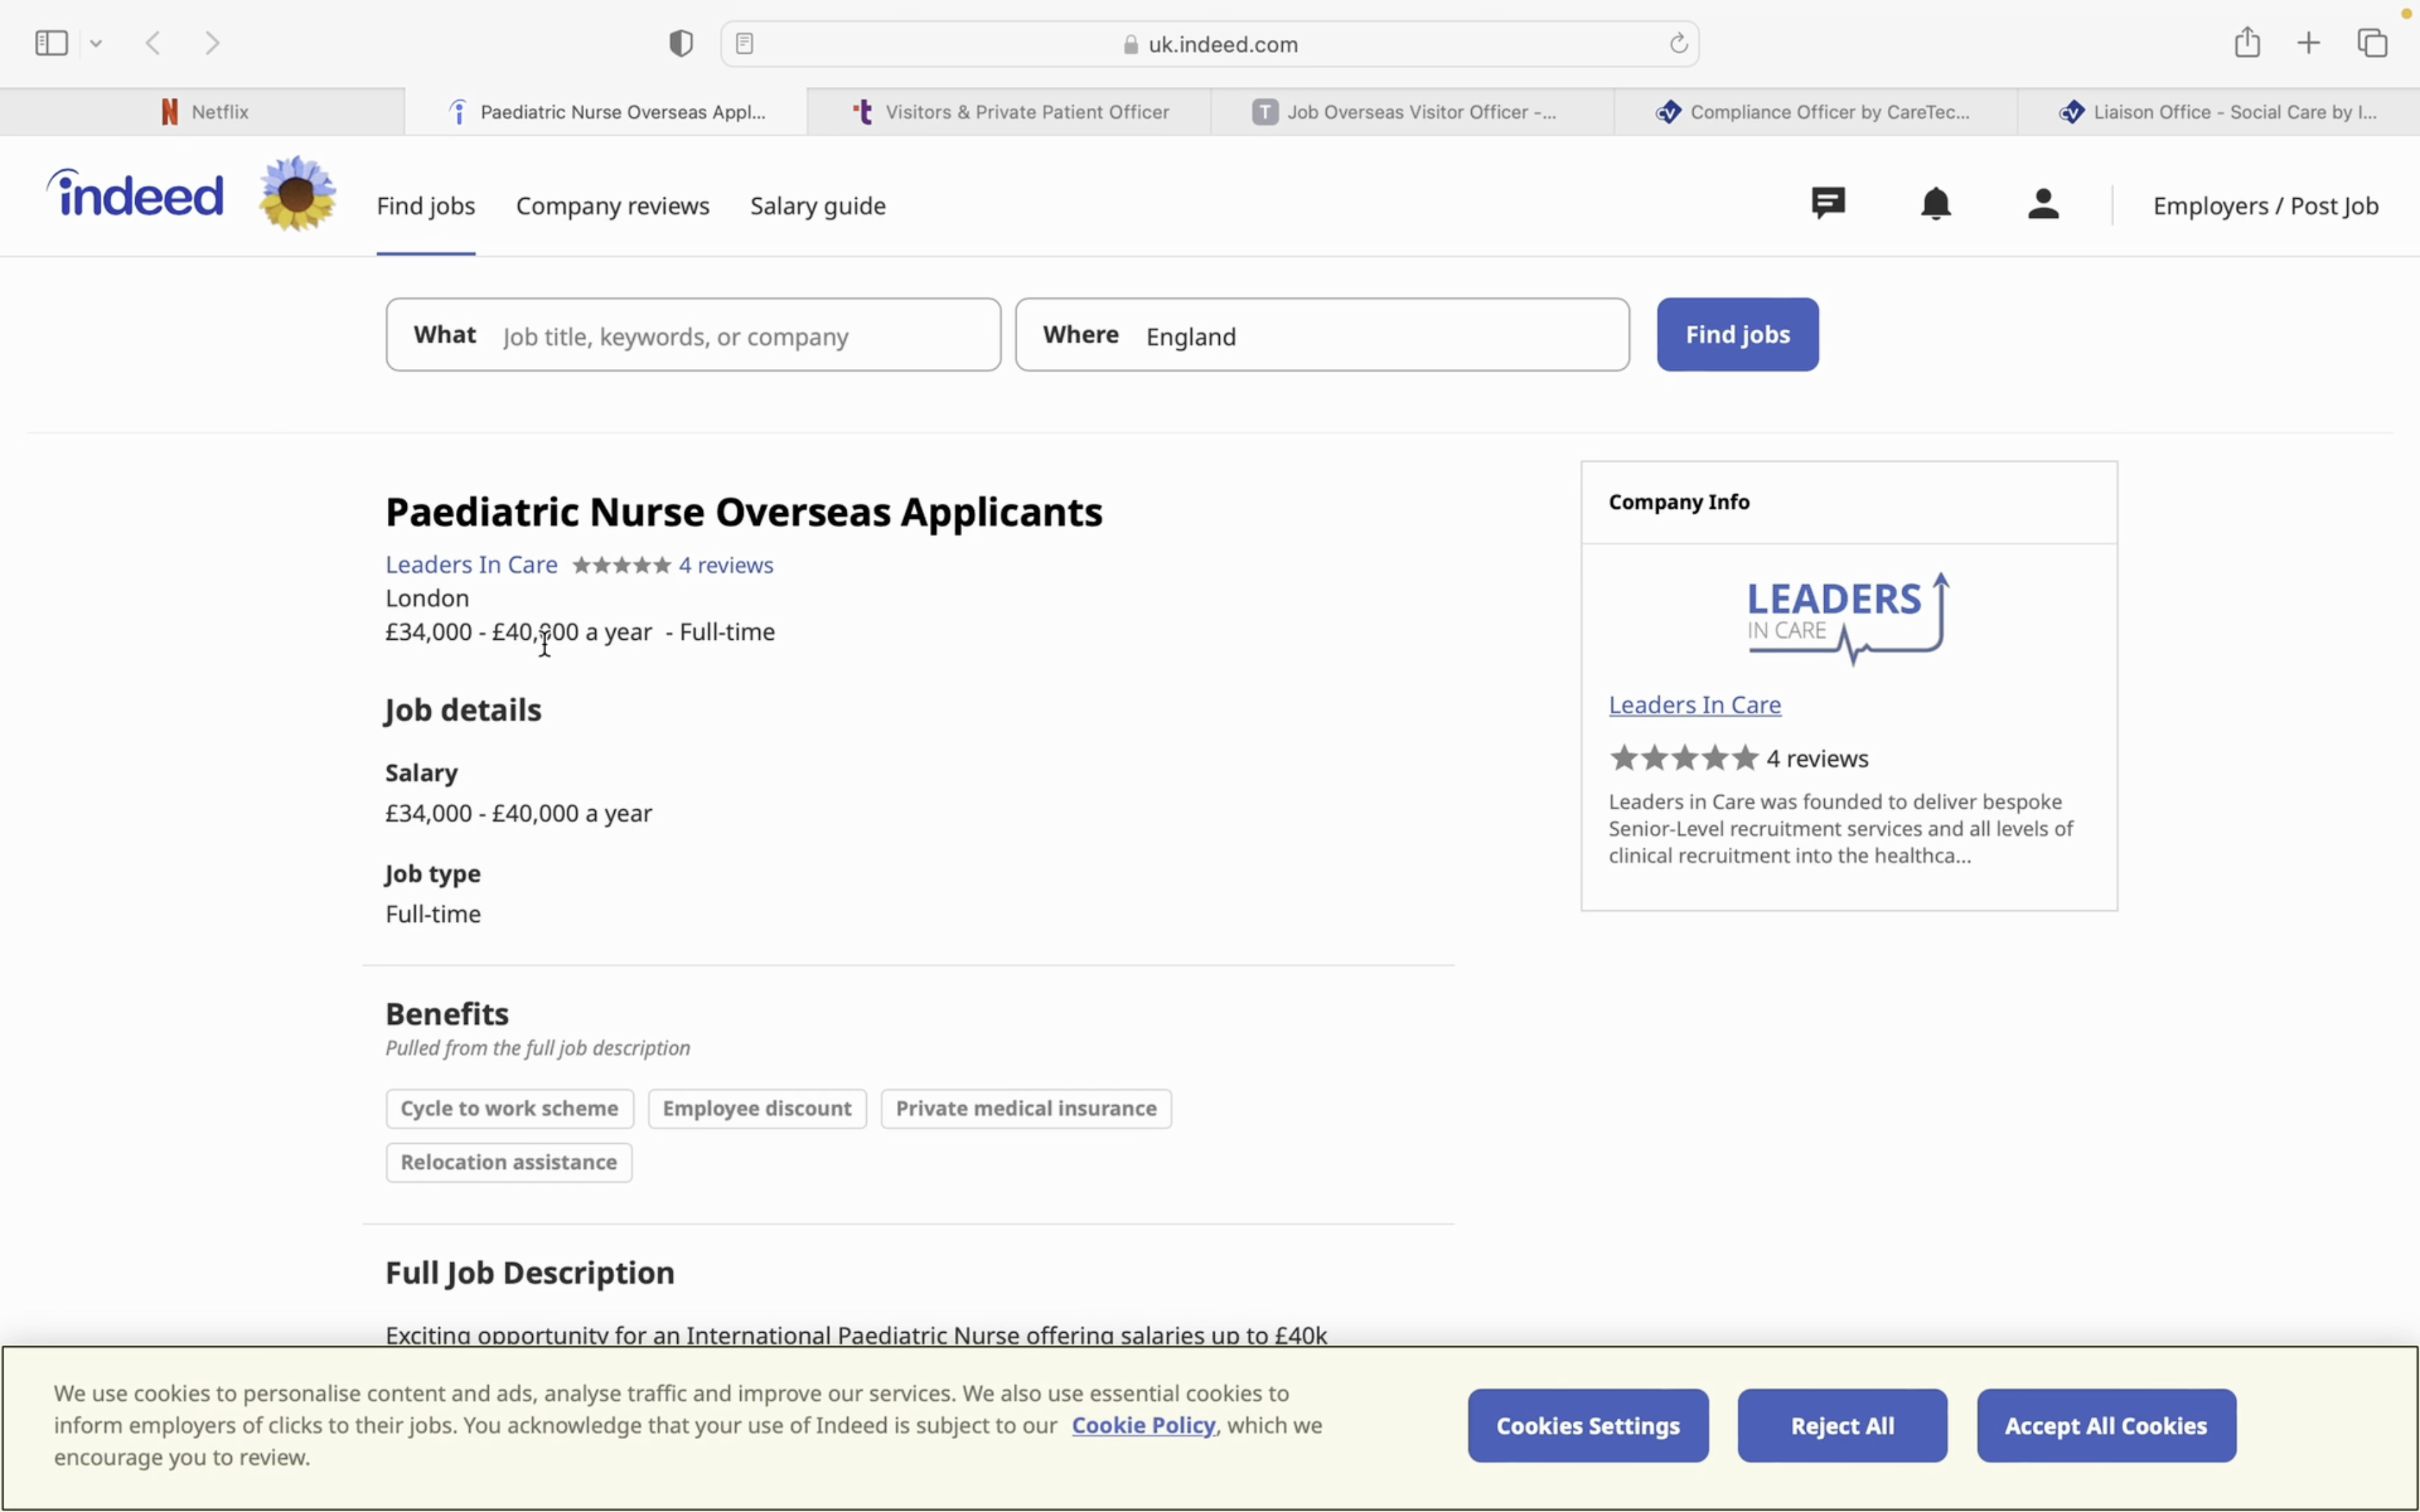 uk.indeed.com
Netflix
Paediatric Nurse Overseas Appl...
Visitors & Private Patient Officer
T Job Overseas Visitor Officer -...
Compliance Officer by CareTec...
Liaison Office - Social Care by I...
indeed
Find jobs
Company reviews
Salary guide
Employers / Post Job
What Job title, keywords, or company
Where England
Find jobs
Paediatric Nurse Overseas Applicants
Leaders In Care ★★★★★ 4 reviews
London
£34,000 - £40,000 a year - Full-time
Job details
Salary
£34,000 - £40,000 a year
Job type
Full-time
Benefits
Pulled from the full job description
Cycle to work scheme
Employee discount
Private medical insurance
Relocation assistance
Full Job Description
Exciting opportunity for an International Paediatric Nurse offering salaries up to £40k
Company Info
LEADERS
IN CARE
Leaders In Care
★★★★★ 4 reviews
Leaders in Care was founded to deliver bespoke
Senior-Level recruitment services and all levels of
clinical recruitment into the healthca...
We use cookies to personalise content and ads, analyse traffic and improve our services. We also use essential cookies to
inform employers of clicks to their jobs. You acknowledge that your use of Indeed is subject to our Cookie Policy, which we
encourage you to review.
Cookies Settings
Reject All
Accept All Cookies